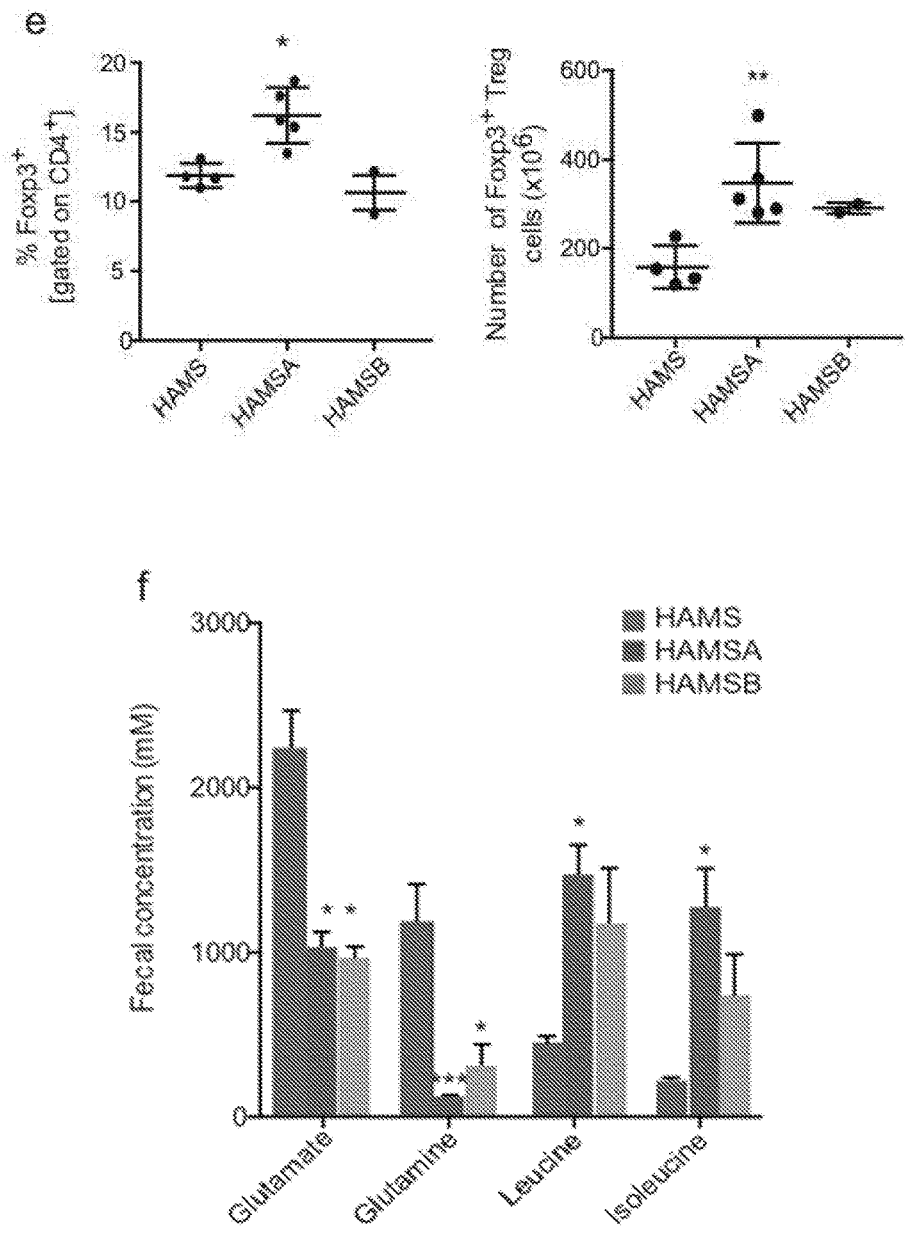 e
% Foxp3+
[gated on CD4+]
20
15
10
5
0
*
HAMS
HAMSA
HAMSB
Number of Foxp3+ Treg
cells (x10^6)
600
400
200
0
**
HAMS
HAMSA
HAMSB
f
Fecal concentration (mM)
3000
2000
1000
0
HAMS
HAMSA
HAMSB
* *
***
*
*
*
Glutamate
Glutamine
Leucine
Isoleucine